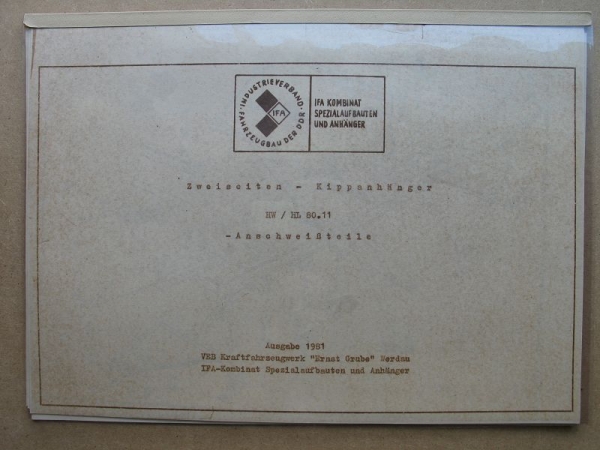 INDUSTRIEVERBAND
FAHRZEUGBAU DER DDR
IFA
IFA KOMBINAT
SPEZIALAUFBAUTEN
UND ANHÄNGER
Zweiseiten - Kippanhänger
HW / HL 80.11
-Anschweißteile
Ausgabe 1981
VEB Kraftfahrzeugwerk "Ernst Grube" Werdau
IFA-Kombinat Spezialaufbauten und Anhänger